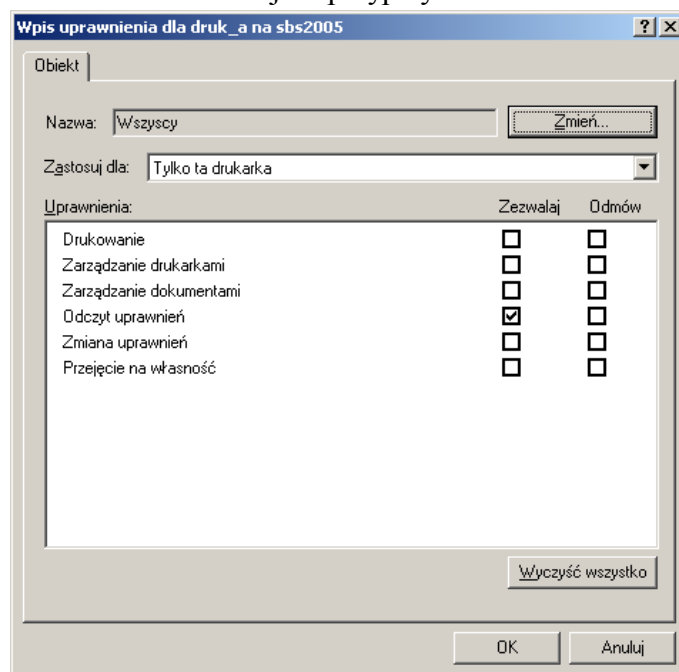 Wpis uprawnienia dla druk_a na sbs2005
Obiekt
Nazwa: Wszyscy Zmień...
Zastosuj dla: Tylko ta drukarka
Uprawnienia: Zezwalaj Odmów
Drukowanie
Zarządzanie drukarkami
Zarządzanie dokumentami
Odczyt uprawnień
Zmiana uprawnień
Przejęcie na własność
Wyczyść wszystko
OK Anuluj